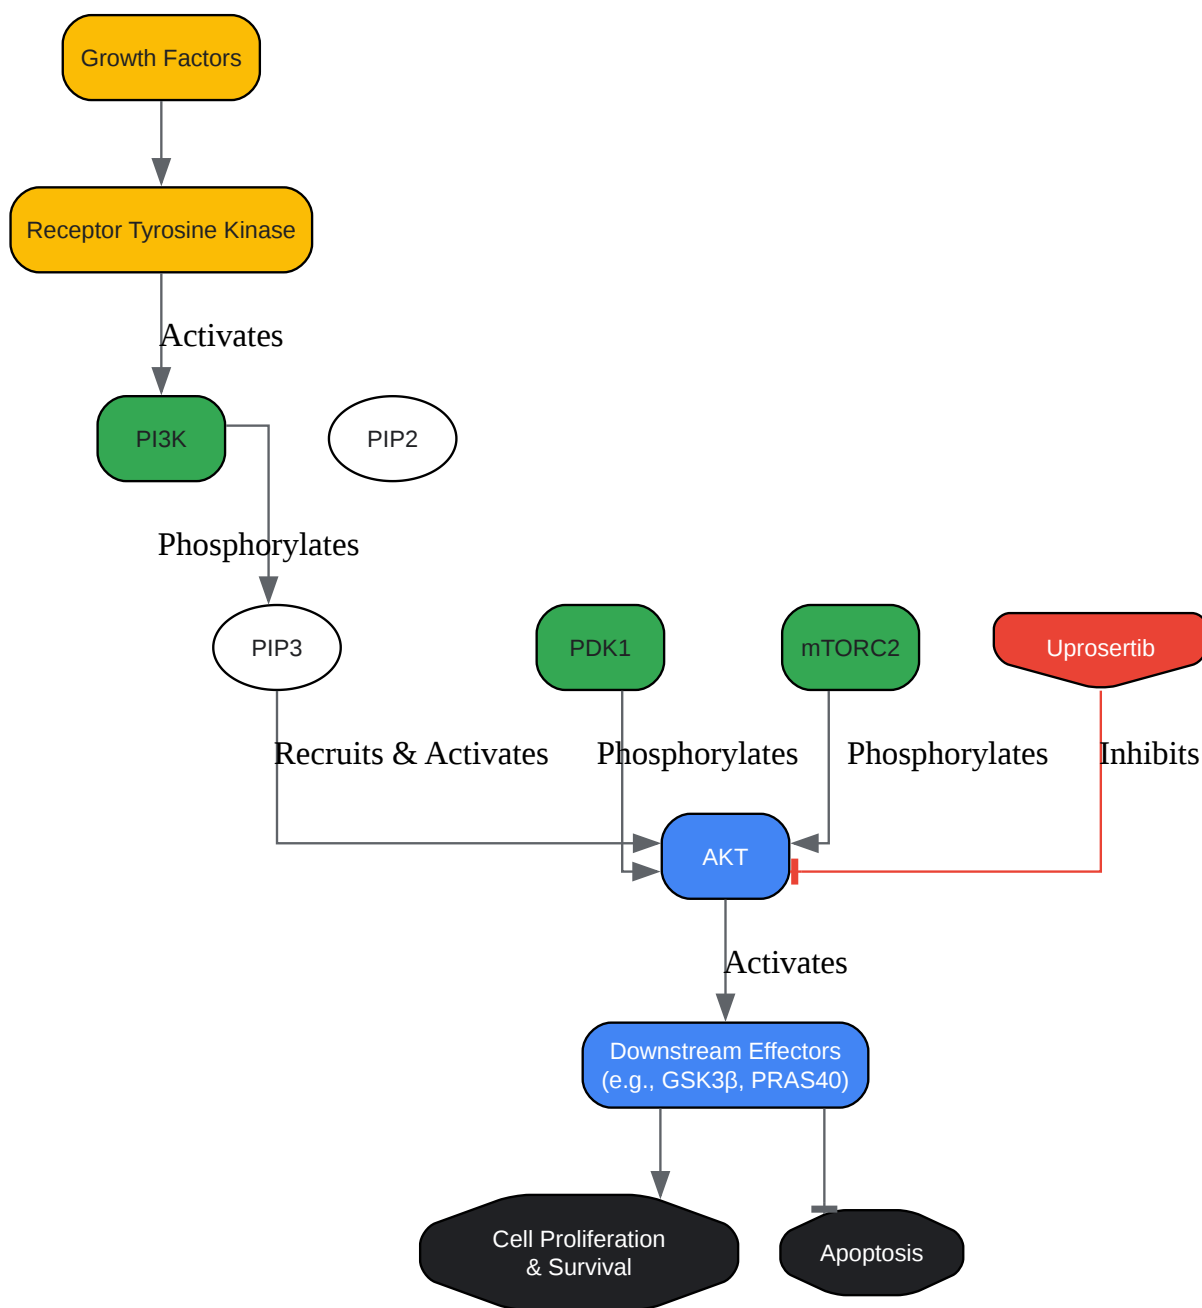 Growth Factors
Receptor Tyrosine Kinase
Activates
PI3K
PIP2
Phosphorylates
PIP3
PDK1
mTORC2
Uprosertib
Recruits & Activates
Phosphorylates
Phosphorylates
Inhibits
AKT
Activates
Downstream Effectors
(e.g., GSK3β, PRAS40)
Cell Proliferation
& Survival
Apoptosis